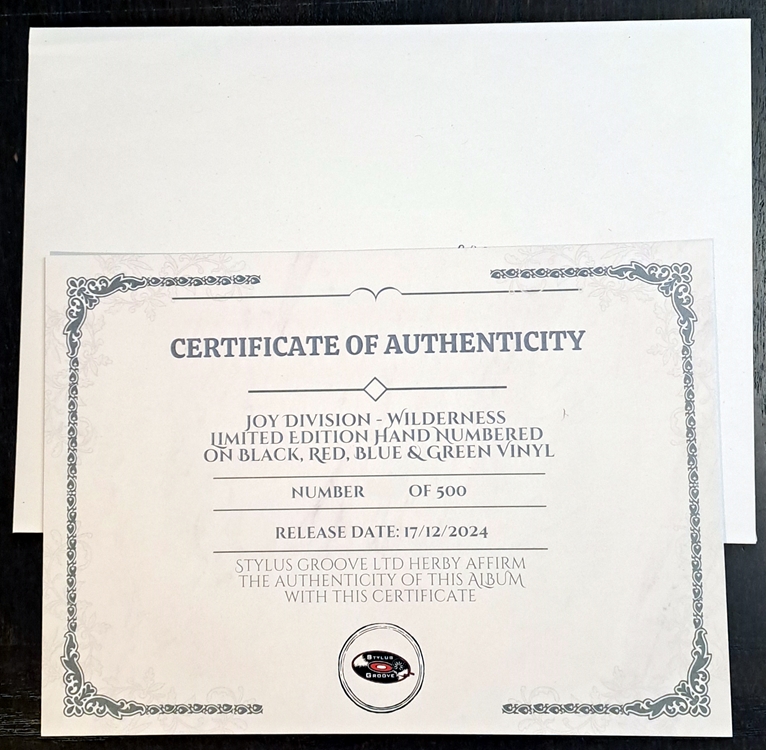 CERTIFICATE OF AUTHENTICITY
JOY DIVISION - WILDERNESS
LIMITED EDITION HAND NUMBERED
ON BLACK, RED, BLUE & GREEN VINYL
NUMBER OF 500
RELEASE DATE: 17/12/2024
STYLUS GROOVE LTD HERBY AFFIRM
THE AUTHENTICITY OF THIS ALBUM
WITH THIS CERTIFICATE
STYLUS
GROOVE